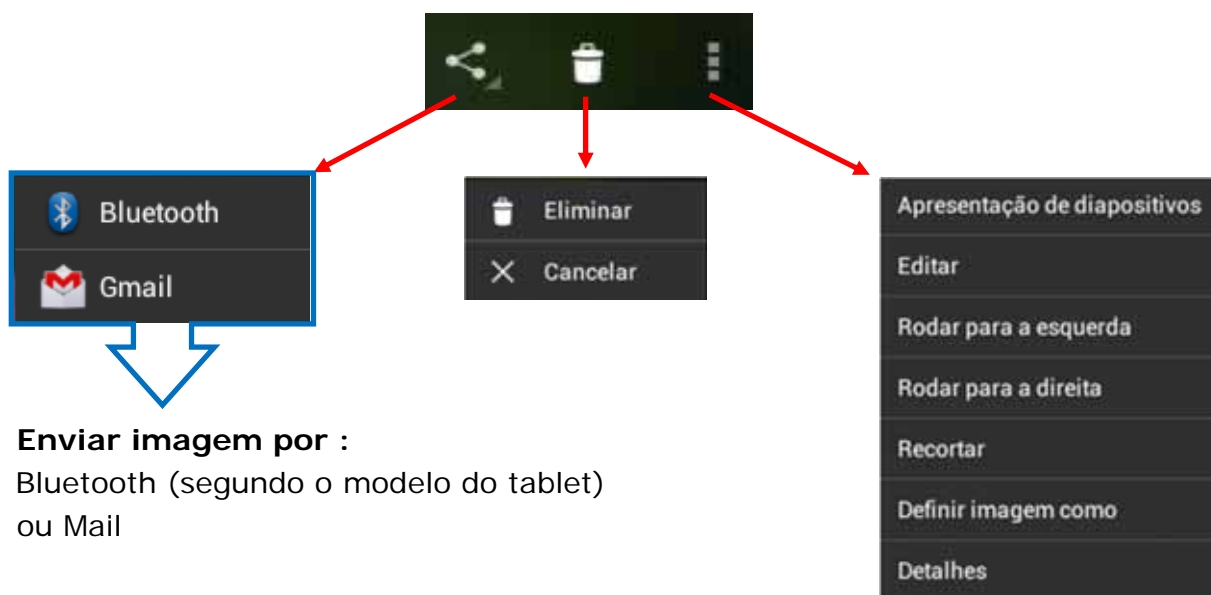 Bluetooth
Gmail
Enviar imagem por :
Bluetooth (segundo o modelo do tablet)
ou Mail
Eliminar
Cancelar
Apresentação de diapositivos
Editar
Rodar para a esquerda
Rodar para a direita
Recortar
Definir imagem como
Detalhes